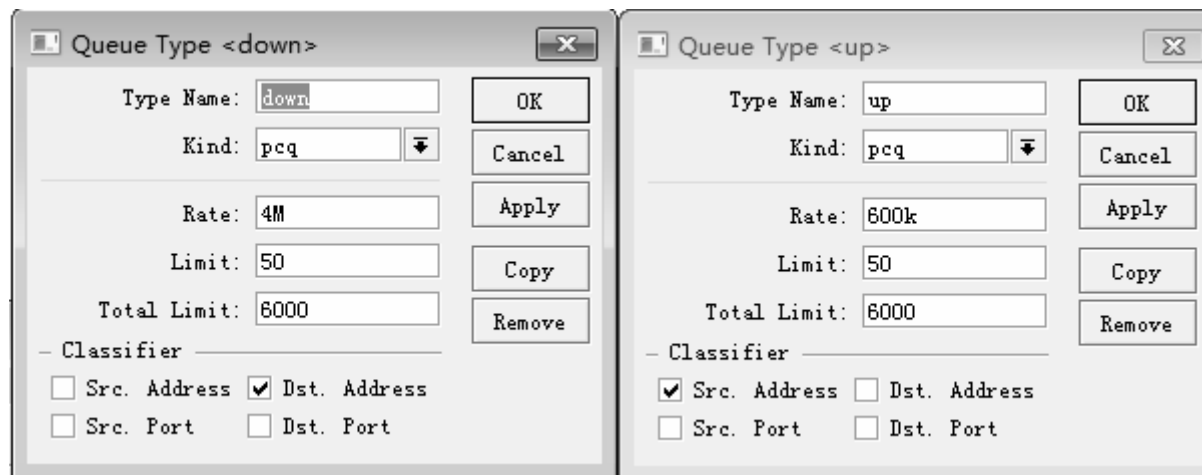 Queue Type <down>
Type Name: down
OK
Kind: pcq
Cancel
Rate: 4M
Apply
Limit: 50
Copy
Total Limit: 6000
Remove
Classifier
Src. Address Dst. Address
Src. Port Dst. Port
Queue Type <up>
Type Name: up
OK
Kind: pcq
Cancel
Rate: 600k
Apply
Limit: 50
Copy
Total Limit: 6000
Remove
Classifier
Src. Address Dst. Address
Src. Port Dst. Port